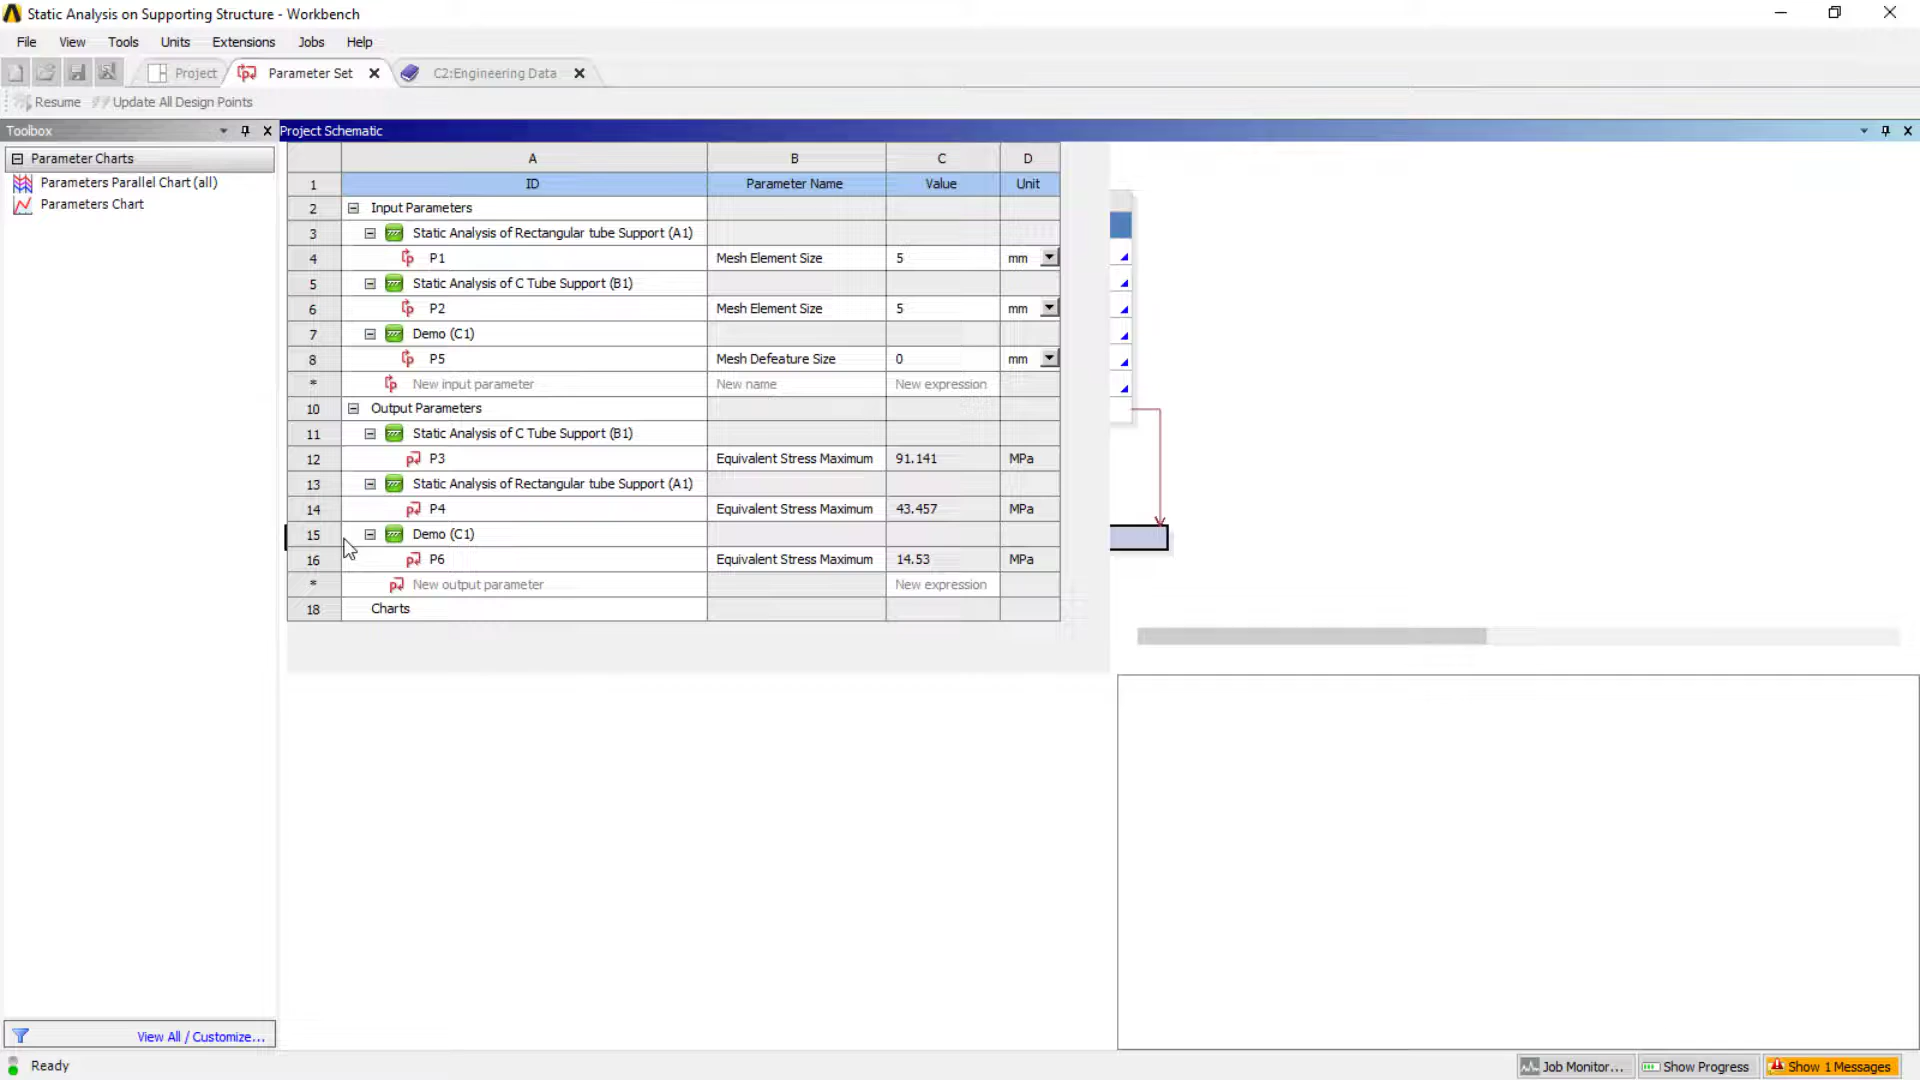 Static Analysis on Supporting Structure - Workbench
File View Tools Units Extensions Jobs Help
Project Parameter Set C2:Engineering Data
Resume Update All Design Points
Toolbox
Project Schematic
Parameter Charts
Parameters Parallel Chart (all)
Parameters Chart
A B C D
1 ID Parameter Name Value Unit
2 Input Parameters
3 Static Analysis of Rectangular tube Support (A1)
4 P1 Mesh Element Size 5 mm
5 Static Analysis of C Tube Support (B1)
6 P2 Mesh Element Size 5 mm
7 Demo (C1)
8 P5 Mesh Defeature Size 0 mm
* New input parameter New name New expression
10 Output Parameters
11 Static Analysis of C Tube Support (B1)
12 P3 Equivalent Stress Maximum 91.141 MPa
13 Static Analysis of Rectangular tube Support (A1)
14 P4 Equivalent Stress Maximum 43.457 MPa
15 Demo (C1)
16 P6 Equivalent Stress Maximum 14.53 MPa
* New output parameter New expression
18 Charts
View All / Customize...
Ready
Job Monitor... Show Progress Show 1 Messages